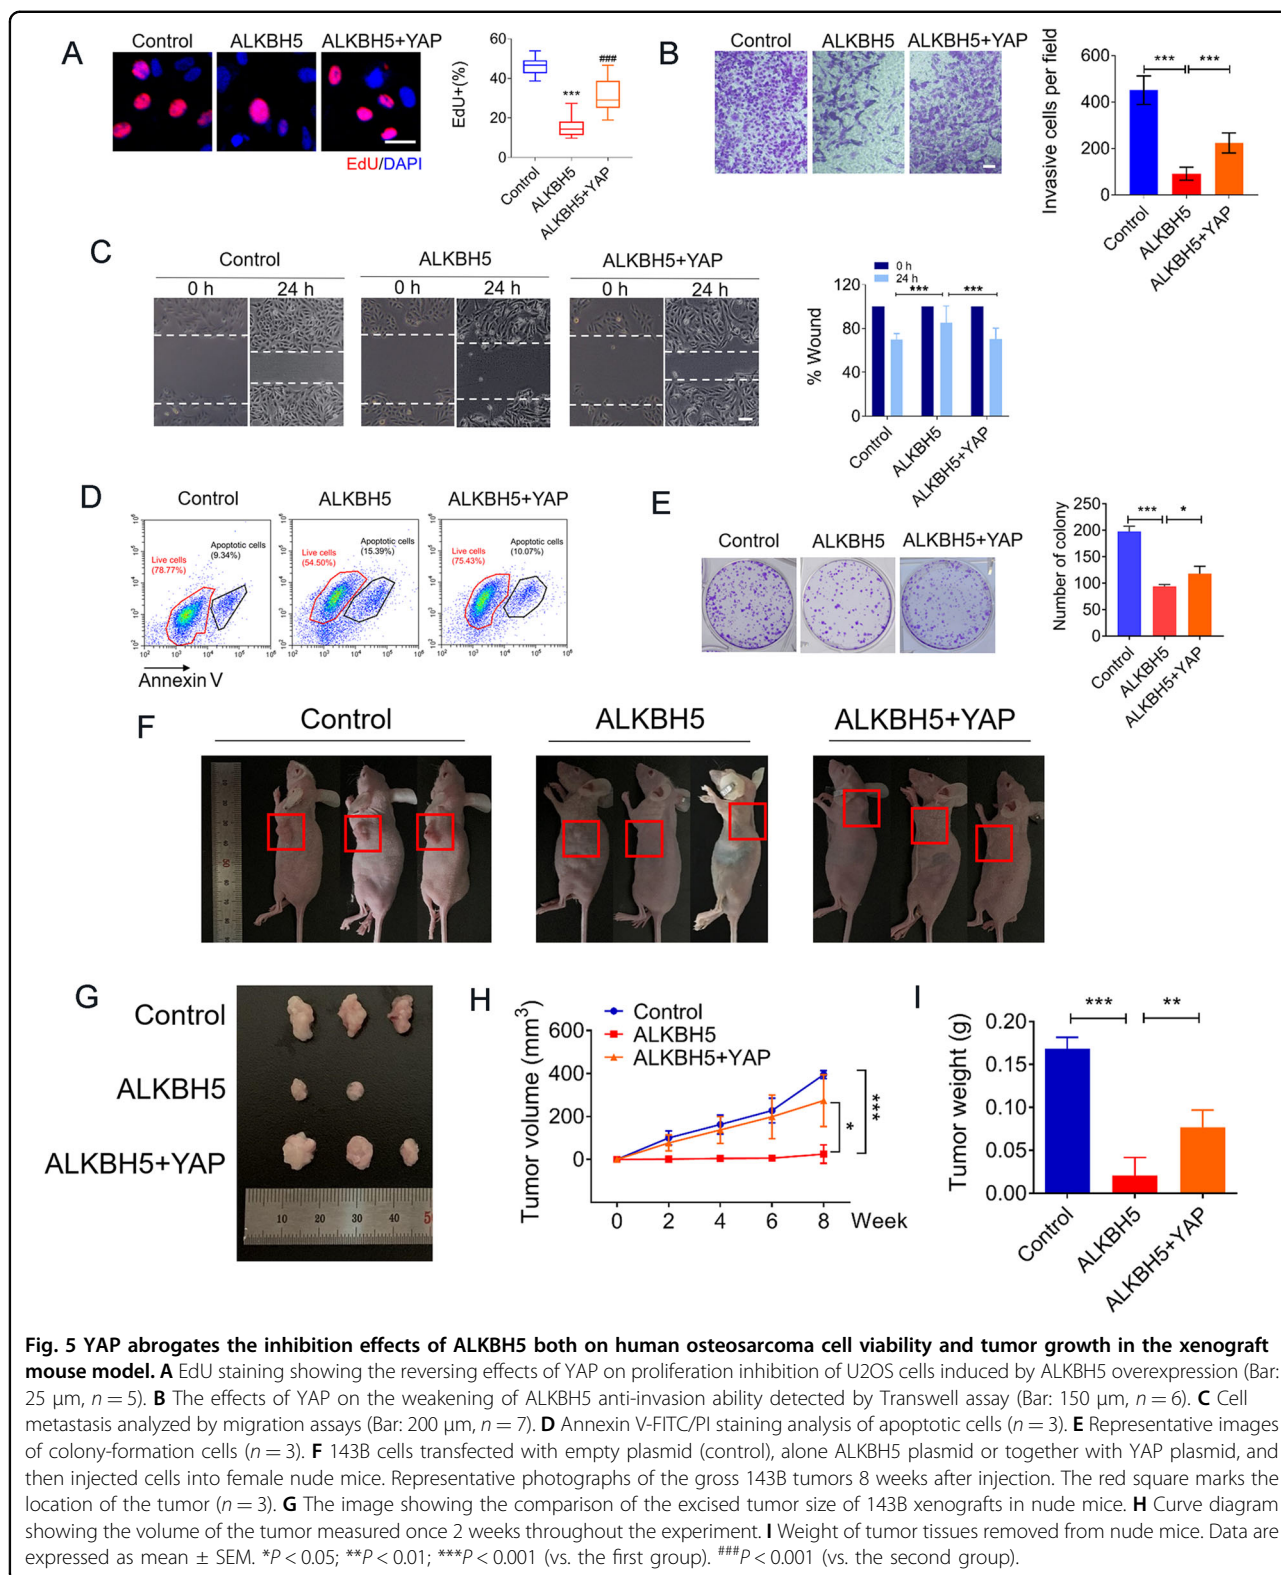 A
Control
ALKBH5
ALKBH5+YAP
EdU/DAPI
EdU+(%)
60
40
20
0
***
###
Control
ALKBH5
ALKBH5+YAP
B
Control
ALKBH5
ALKBH5+YAP
Invasive cells per field
600
400
200
0
***
***
Control
ALKBH5
ALKBH5+YAP
C
Control
ALKBH5
ALKBH5+YAP
0 h
24 h
0 h
24 h
0 h
24 h
% Wound
0 h
24 h
120
80
40
0
***
***
Control
ALKBH5
ALKBH5+YAP
D
Control
ALKBH5
ALKBH5+YAP
Live cells
(78.77%)
Apoptotic cells
(9.34%)
Live cells
(54.50%)
Apoptotic cells
(15.39%)
Live cells
(75.43%)
Apoptotic cells
(10.07%)
Annexin V
E
Control
ALKBH5
ALKBH5+YAP
Number of colony
250
200
150
100
50
0
***
*
Control
ALKBH5
ALKBH5+YAP
F
Control
ALKBH5
ALKBH5+YAP
G
Control
ALKBH5
ALKBH5+YAP
10 20 30 40
H
Tumor volume (mm³)
Control
ALKBH5
ALKBH5+YAP
600
400
200
0
0 2 4 6 8 Week
*
***
I
Tumor weight (g)
0.20
0.15
0.10
0.05
0.00
***
**
Control
ALKBH5
ALKBH5+YAP
Fig. 5 YAP abrogates the inhibition effects of ALKBH5 both on human osteosarcoma cell viability and tumor growth in the xenograft
mouse model. A EdU staining showing the reversing effects of YAP on proliferation inhibition of U2OS cells induced by ALKBH5 overexpression (Bar:
25 μm, n = 5). B The effects of YAP on the weakening of ALKBH5 anti-invasion ability detected by Transwell assay (Bar: 150 μm, n = 6). C Cell
metastasis analyzed by migration assays (Bar: 200 μm, n = 7). D Annexin V-FITC/PI staining analysis of apoptotic cells (n = 3). E Representative images
of colony-formation cells (n = 3). F 143B cells transfected with empty plasmid (control), alone ALKBH5 plasmid or together with YAP plasmid, and
then injected cells into female nude mice. Representative photographs of the gross 143B tumors 8 weeks after injection. The red square marks the
location of the tumor (n = 3). G The image showing the comparison of the excised tumor size of 143B xenografts in nude mice. H Curve diagram
showing the volume of the tumor measured once 2 weeks throughout the experiment. I Weight of tumor tissues removed from nude mice. Data are
expressed as mean ± SEM. *P < 0.05; **P < 0.01; ***P < 0.001 (vs. the first group). ###P < 0.001 (vs. the second group).